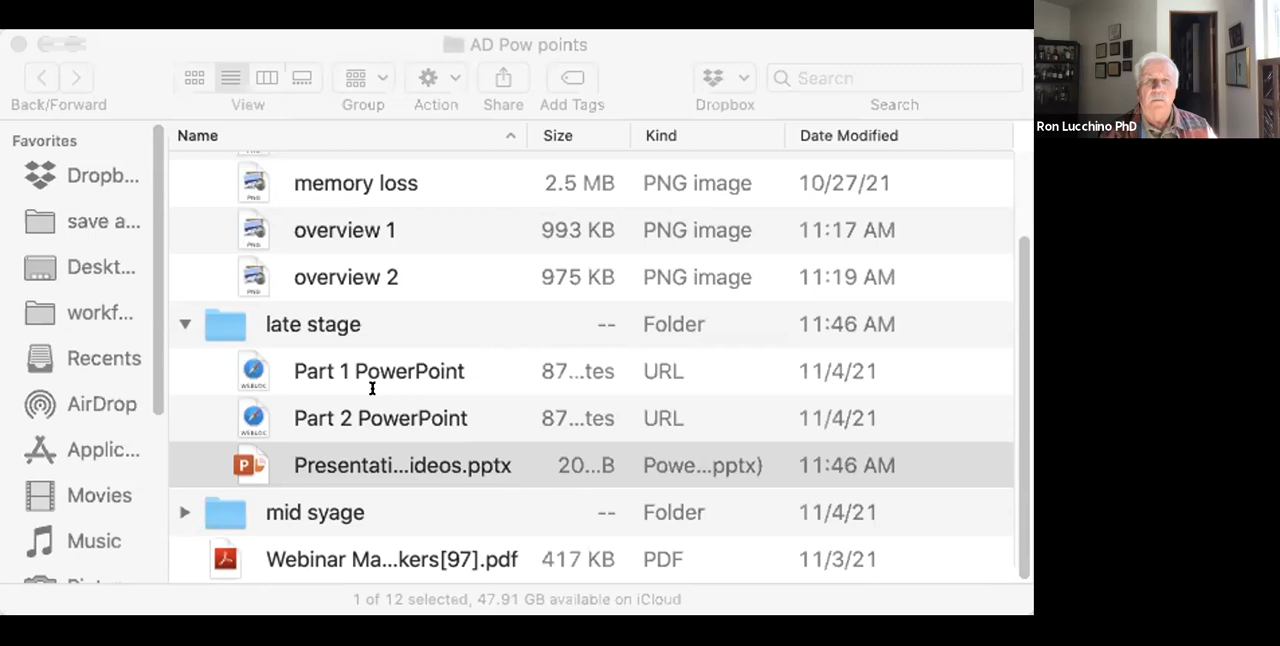 AD Pow points
Back/Forward
View
Group
Action
Share
Add Tags
Dropbox
Search
Search
Ron Lucchino PhD
Favorites
Dropb...
save a...
Deskt...
workf...
Recents
AirDrop
Applic...
Movies
Music
Name Size Kind Date Modified
memory loss 2.5 MB PNG image 10/27/21
overview 1 993 KB PNG image 11:17 AM
overview 2 975 KB PNG image 11:19 AM
late stage -- Folder 11:46 AM
Part 1 PowerPoint 87...tes URL 11/4/21
Part 2 PowerPoint 87...tes URL 11/4/21
Presentati...ideos.pptx 20...B Powe...pptx) 11:46 AM
mid syage -- Folder 11/4/21
Webinar Ma...kers[97].pdf 417 KB PDF 11/3/21
1 of 12 selected, 47.91 GB available on iCloud